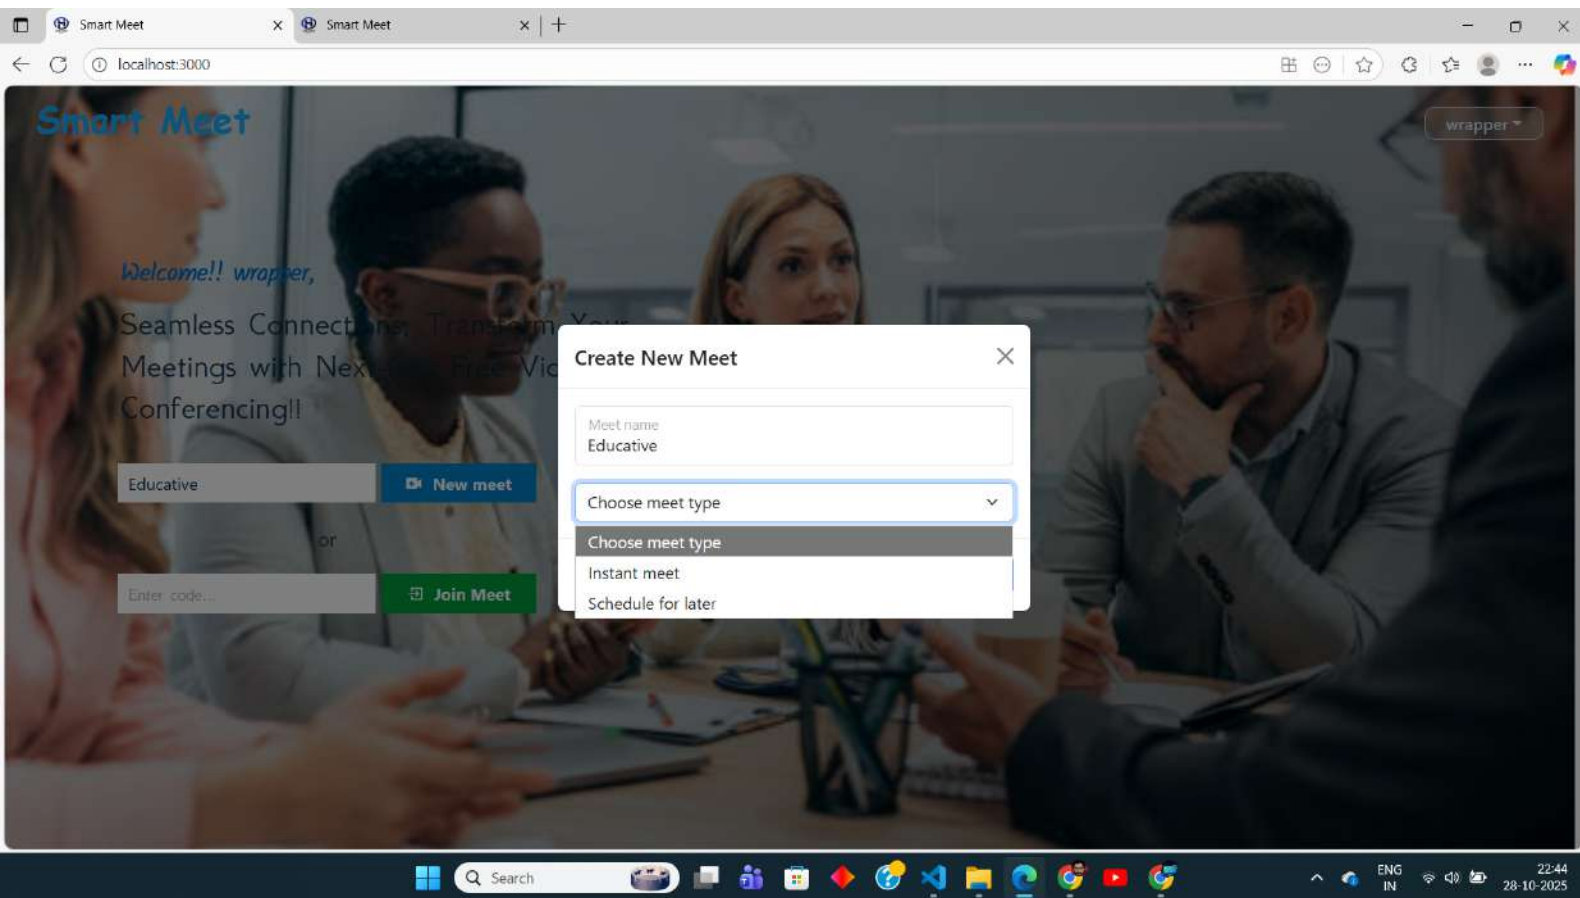 Smart Meet
Smart Meet
localhost:3000
Smart Meet
wrapper
Welcome!! wrapper,
Seamless Connections: Transform Your
Meetings with Next Free Vid
Conferencing!!
Educative
New meet
or
Enter code...
Join Meet
Create New Meet
Meet name
Educative
Choose meet type
Choose meet type
Instant meet
Schedule for later
Search
ENG
IN
22:44
28-10-2025